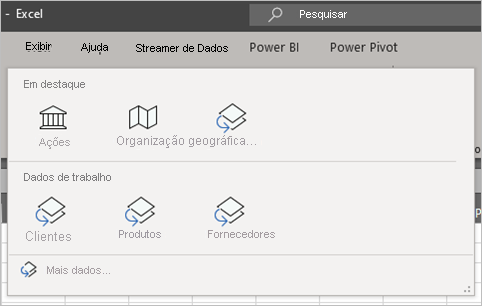 - Excel
Pesquisar
Exibir Ajuda Streamer de Dados Power BI Power Pivot
Em destaque
Ações Organização geográfica...
Dados de trabalho
Clientes Produtos Fornecedores
Mais dados...